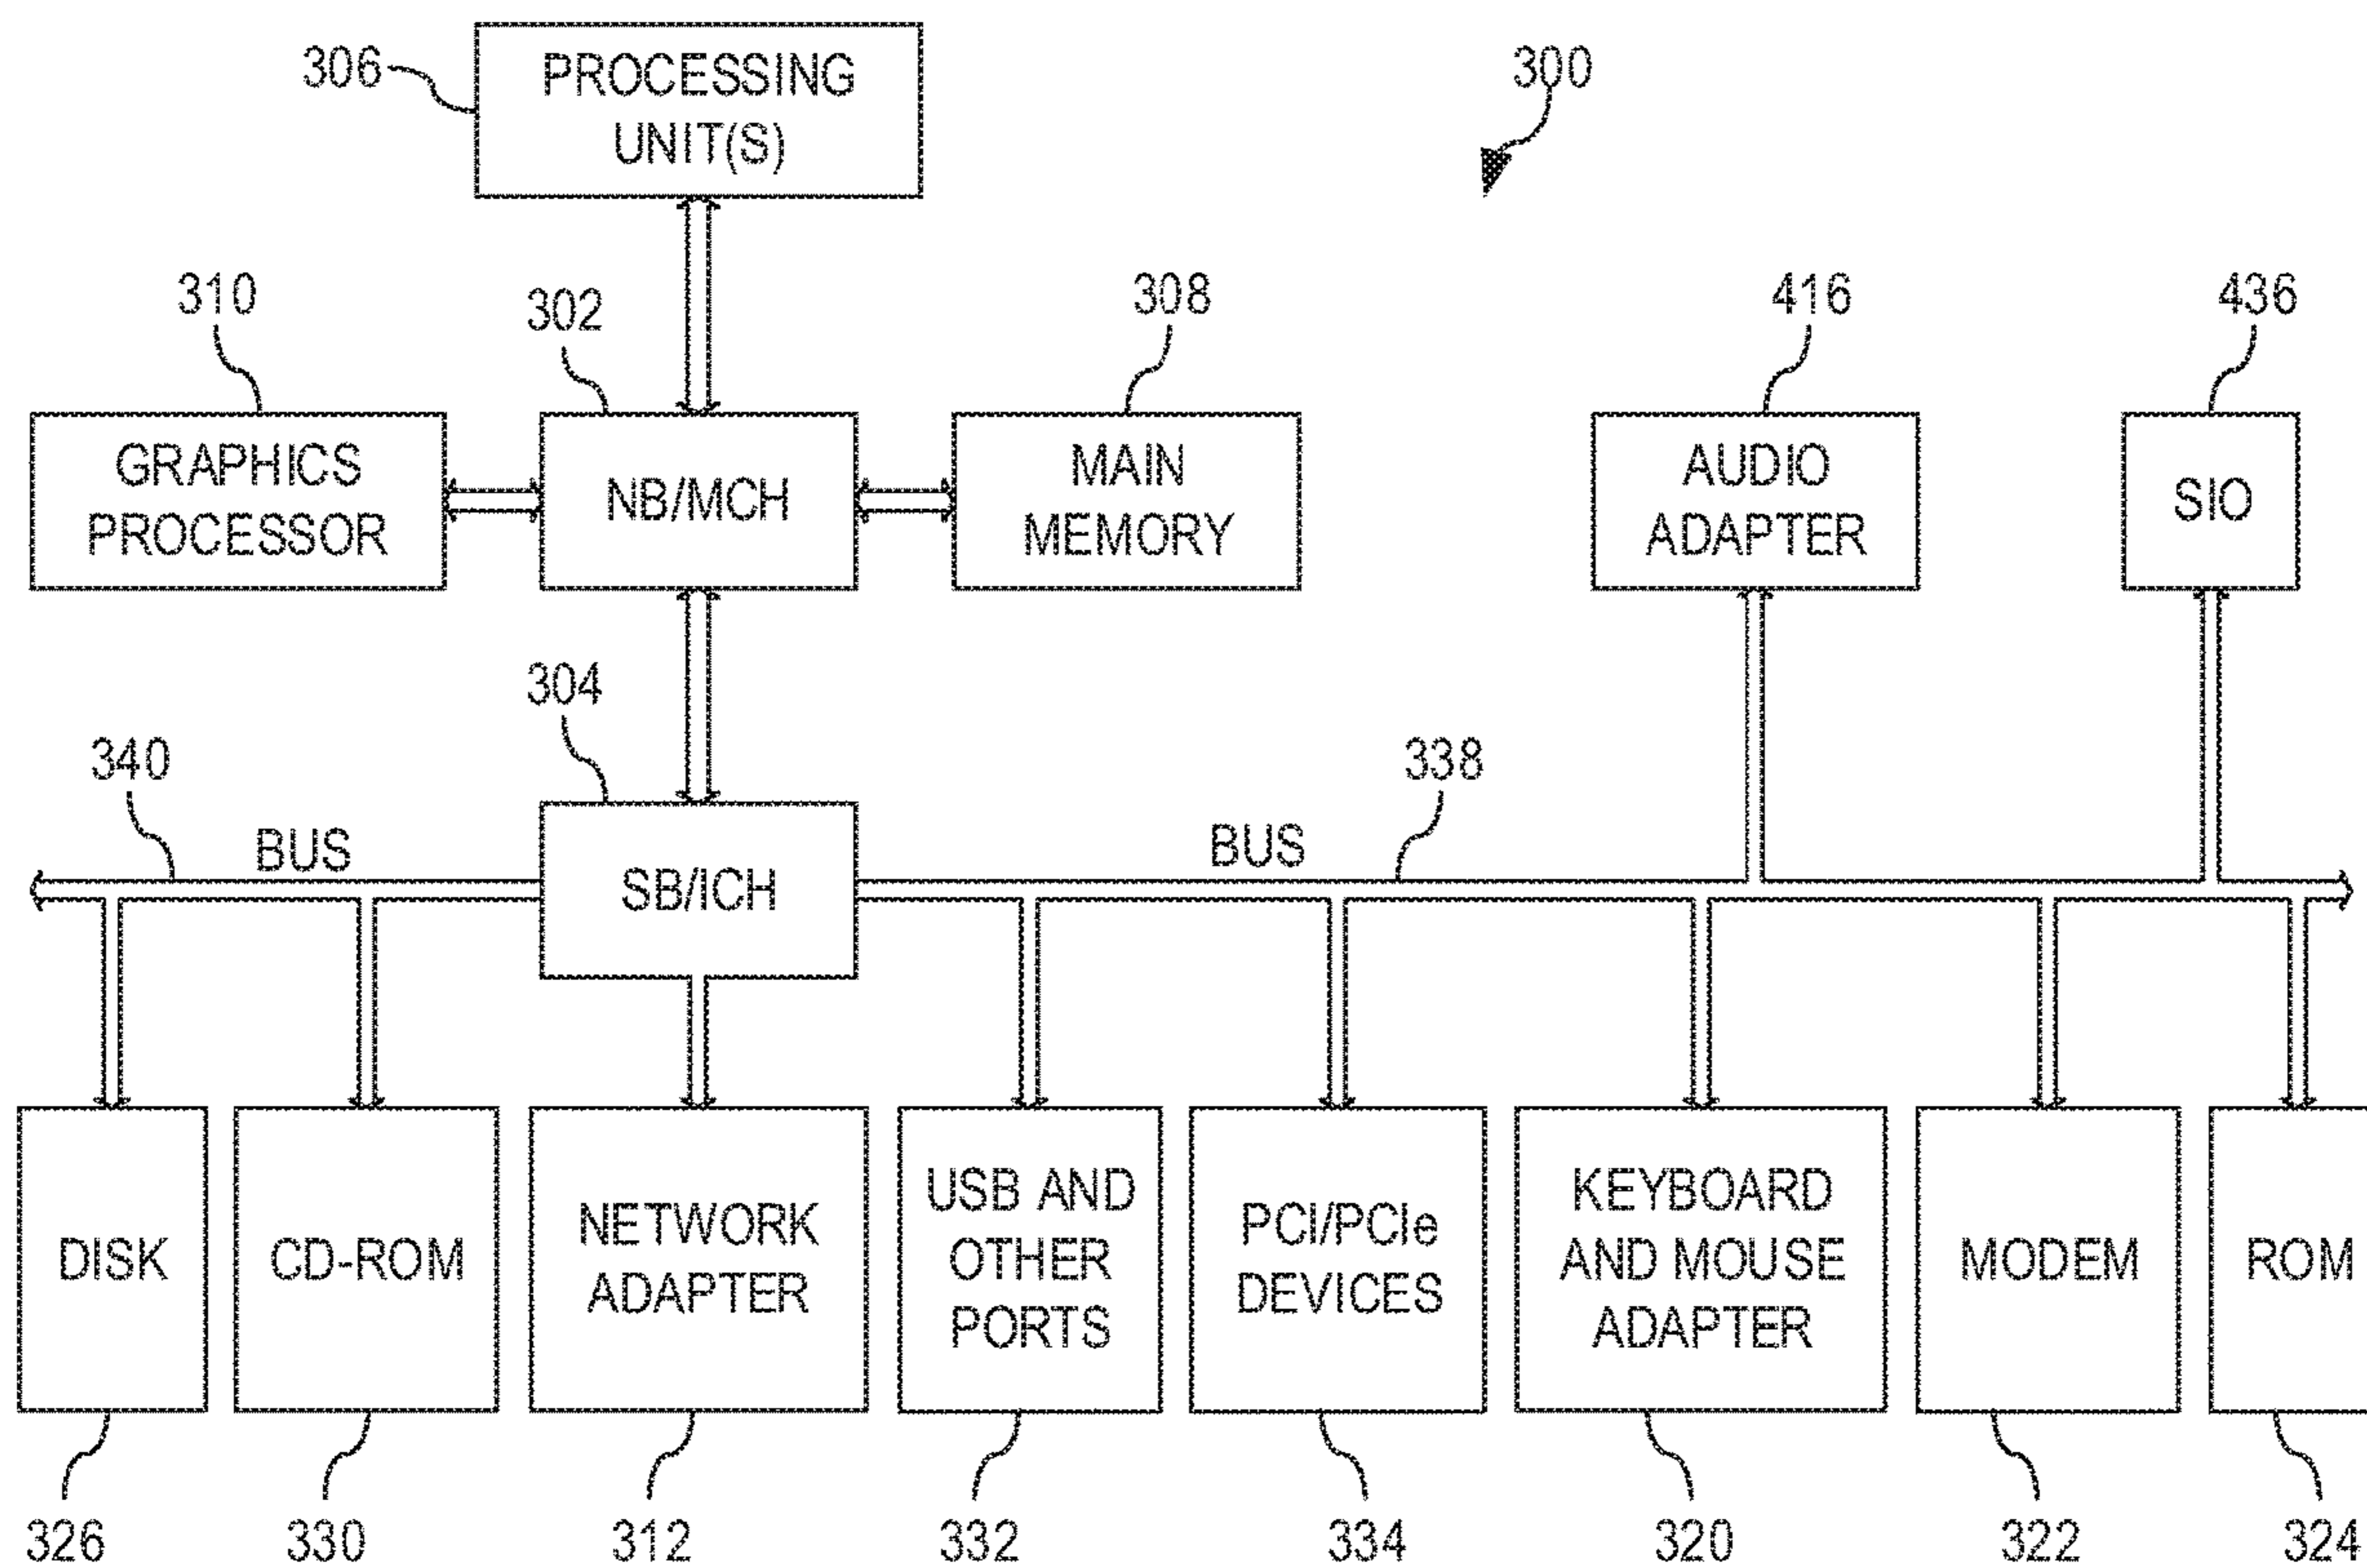 306
PROCESSING
UNIT(S)
300
310
302
308
416
436
GRAPHICS
PROCESSOR
NB/MCH
MAIN
MEMORY
AUDIO
ADAPTER
SIO
304
340
338
BUS
BUS
SB/ICH
DISK
CD-ROM
NETWORK
ADAPTER
USB AND
OTHER
PORTS
PCI/PCIe
DEVICES
KEYBOARD
AND MOUSE
ADAPTER
MODEM
ROM
326
330
312
332
334
320
322
324